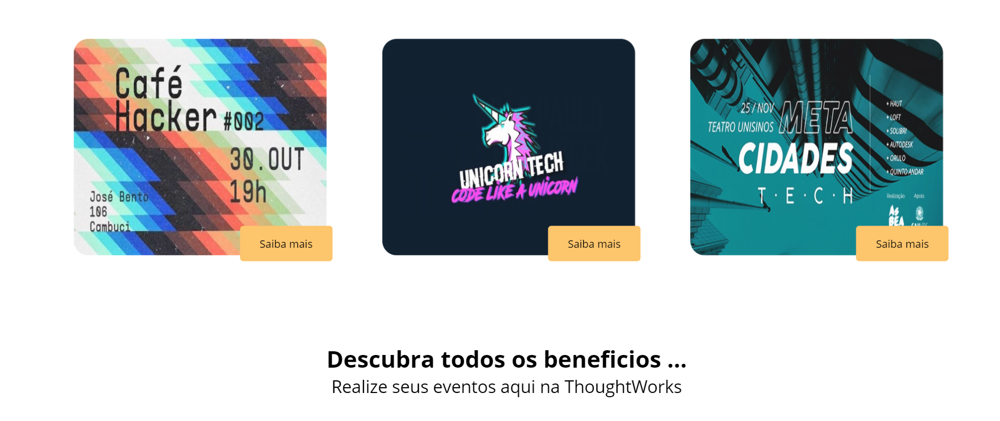 Café
Hacker #002
30.OUT
19h
José Bento
106
Cambuci
Saiba mais
UNICORN TECH
CODE LIKE A UNICORN
Saiba mais
25 / NOV
TEATRO UNISINOS
META
CIDADES
T·E·C·H
+ HAUT
+ LOFT
+ SOLIBRI
+ AUTODESK
+ ORULO
+ QUINTO ANDAR
Realização:
Apoio:
AS
BEA
Saiba mais
Descubra todos os beneficios ...
Realize seus eventos aqui na ThoughtWorks